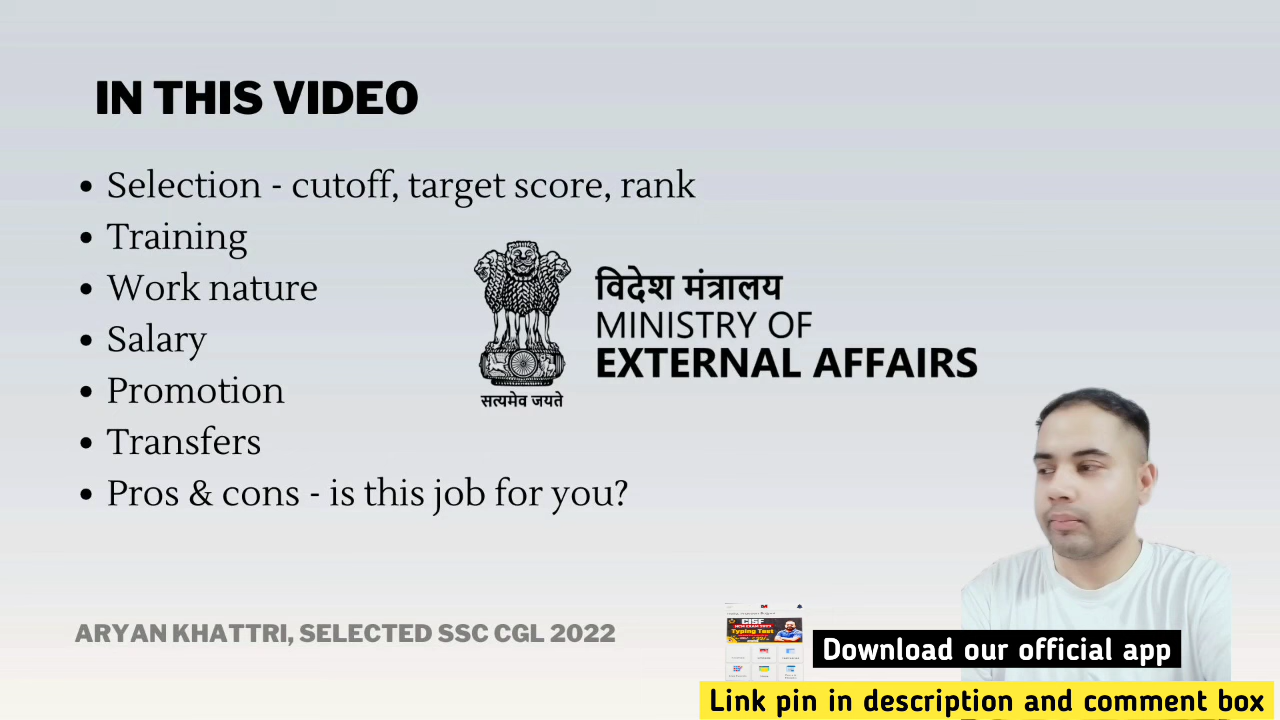 IN THIS VIDEO
• Selection - cutoff, target score, rank
• Training
• Work nature
• Salary
• Promotion
• Transfers
• Pros & cons - is this job for you?
विदेश मंत्रालय
MINISTRY OF
EXTERNAL AFFAIRS
सत्यमेव जयते
ARYAN KHATTRI, SELECTED SSC CGL 2022
CISF
Typing Test
Download our official app
Link pin in description and comment box